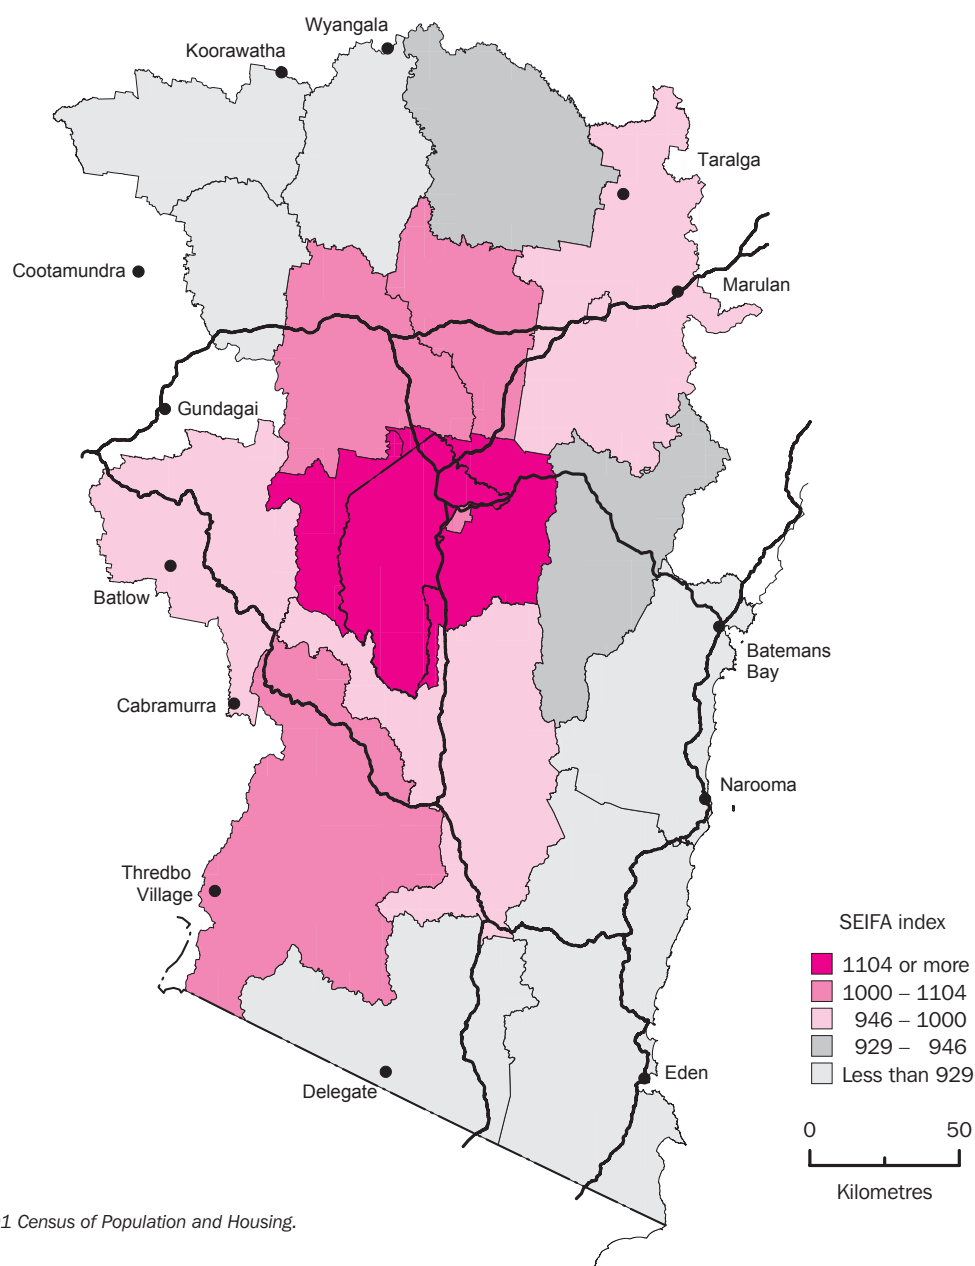 Wyangala
Koorawatha
Taralga
Cootamundra
Marulan
Gundagai
Batlow
Batemans
Bay
Cabramurra
Narooma
Thredbo
Village
SEIFA index
1104 or more
1000 – 1104
946 – 1000
929 – 946
Less than 929
Eden
Delegate
0 50
Kilometres
1 Census of Population and Housing.